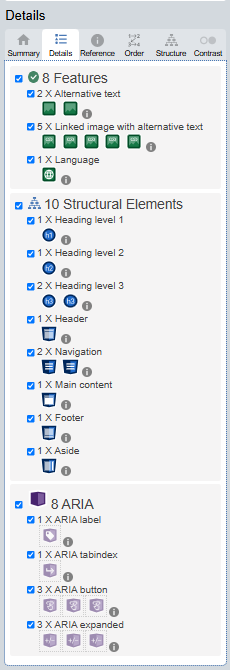 Details
Summary Details Reference Order Structure Contrast
8 Features
2 X Alternative text
5 X Linked image with alternative text
1 X Language
10 Structural Elements
1 X Heading level 1
h1
1 X Heading level 2
h2
2 X Heading level 3
h3 h3
1 X Header
2 X Navigation
1 X Main content
1 X Footer
1 X Aside
8 ARIA
1 X ARIA label
1 X ARIA tabindex
3 X ARIA button
3 X ARIA expanded